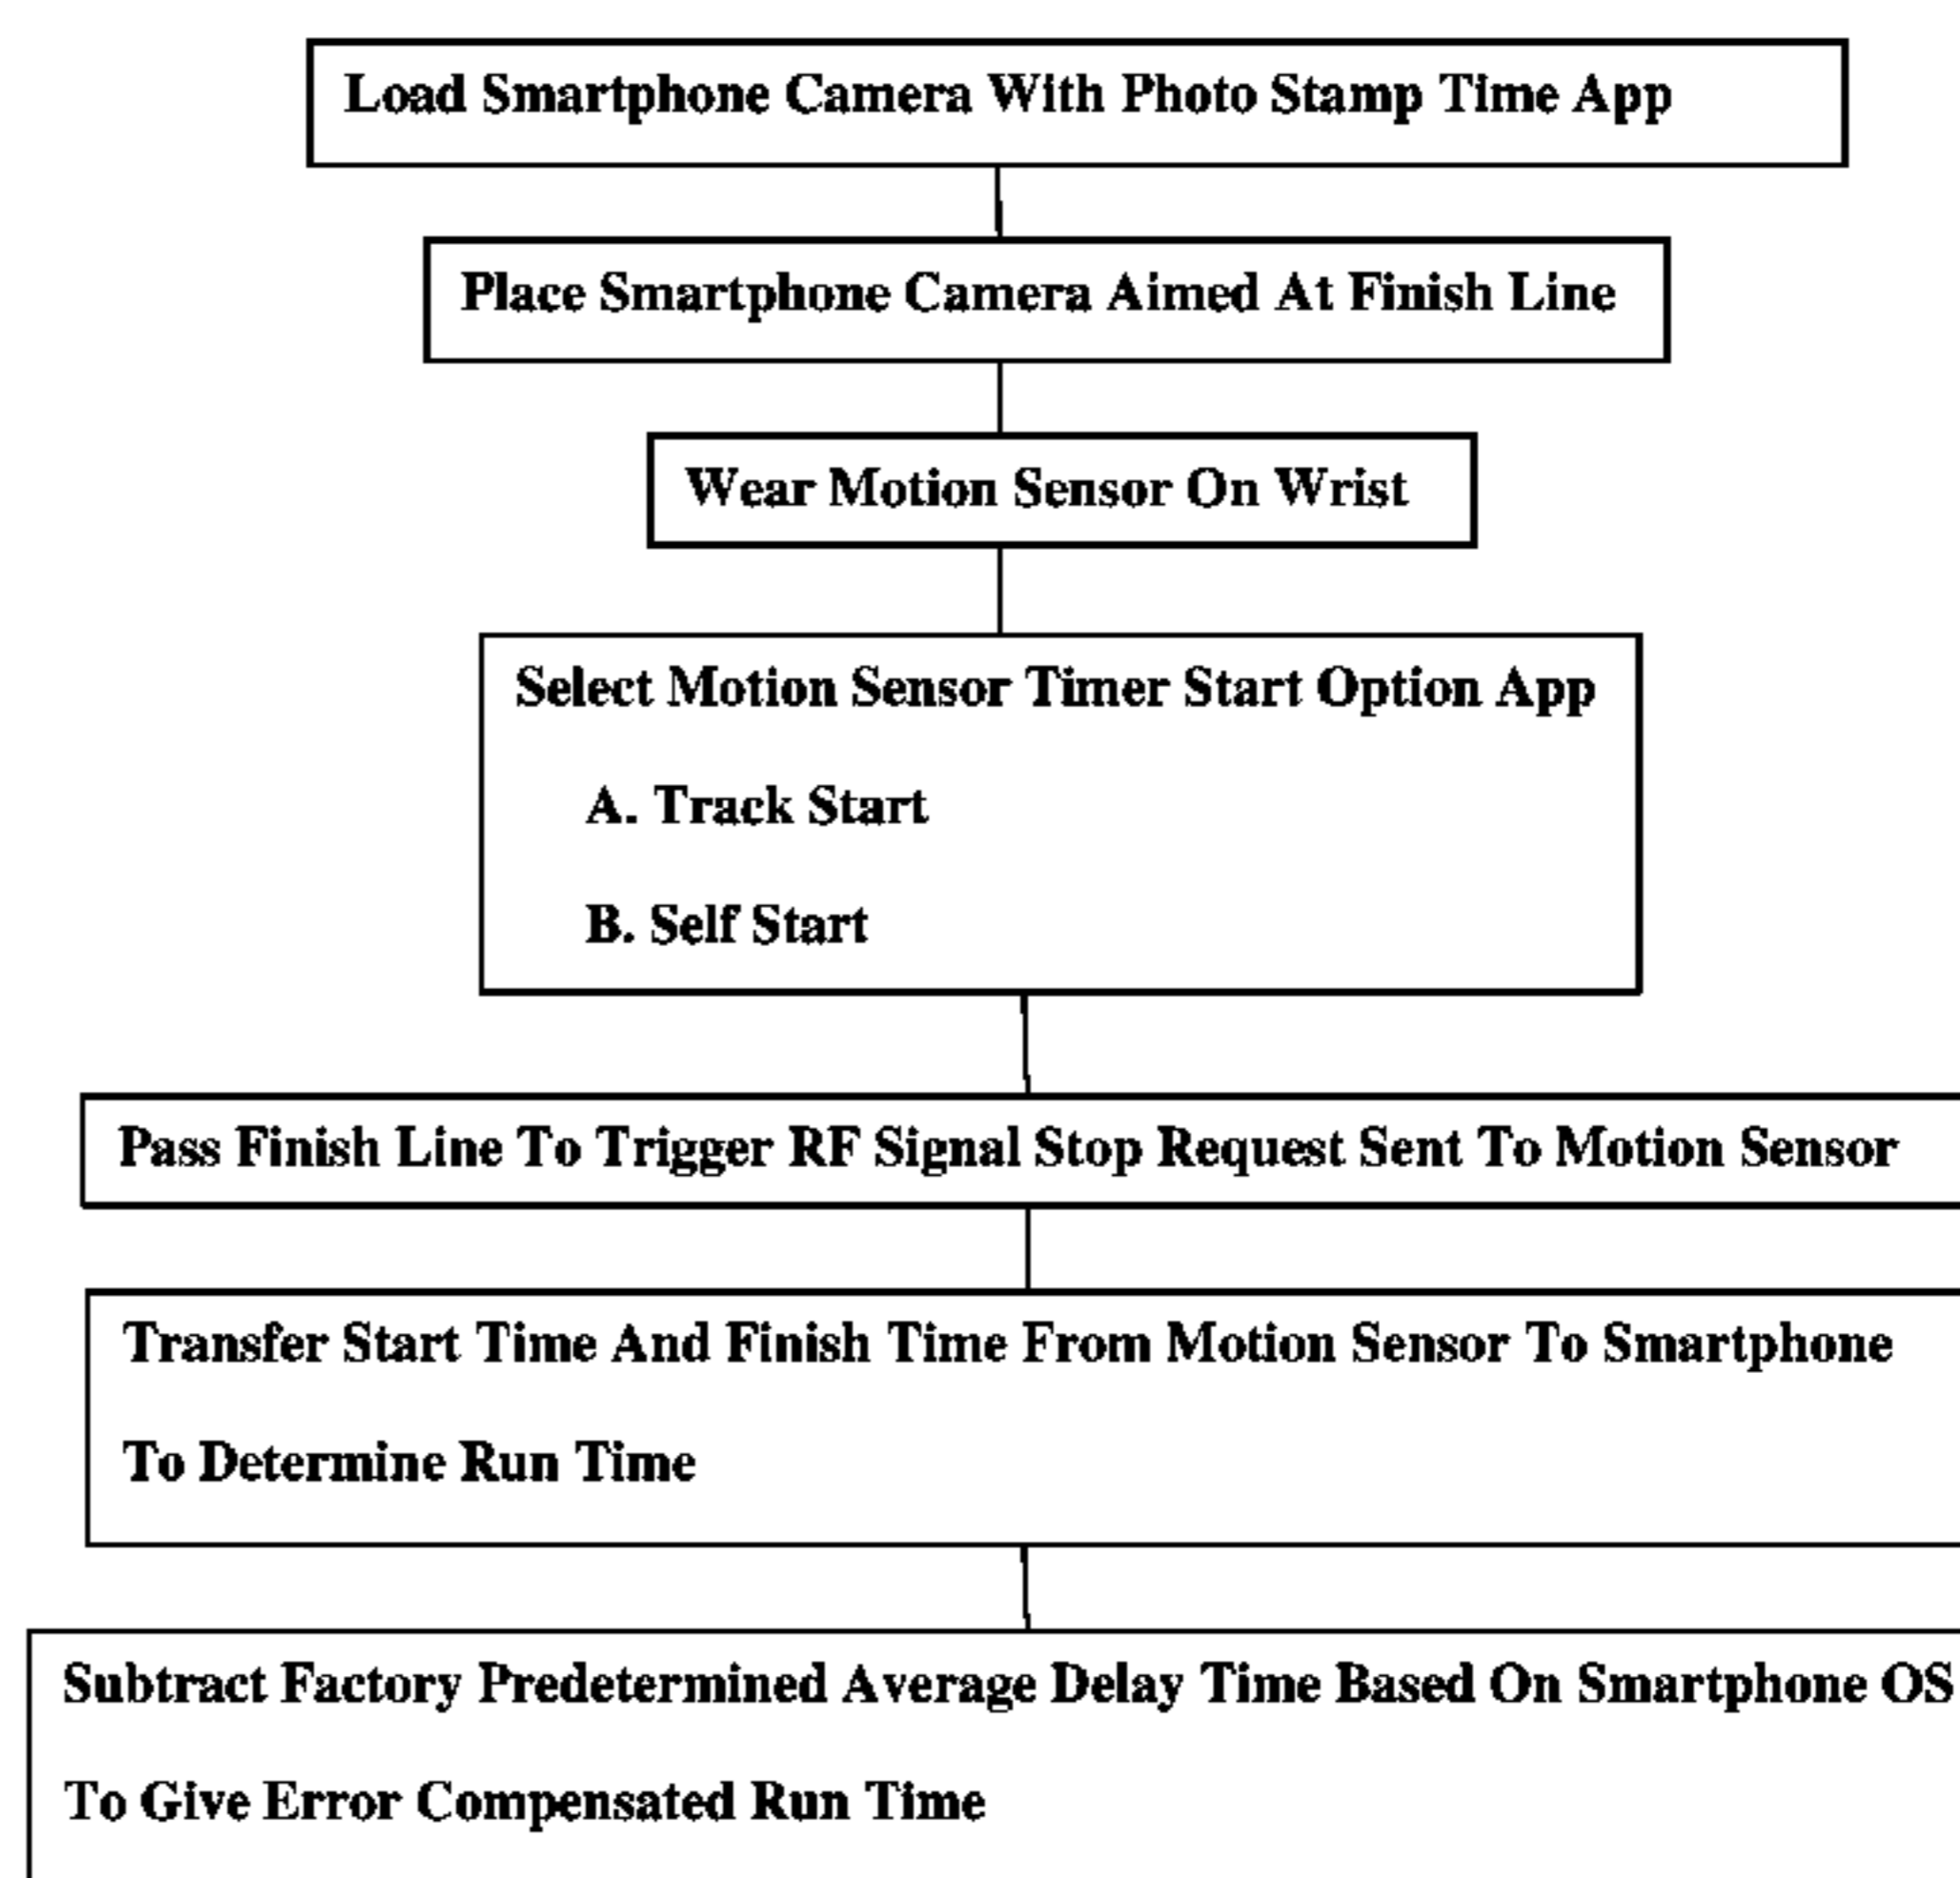 Load Smartphone Camera With Photo Stamp Time App
Place Smartphone Camera Aimed At Finish Line
Wear Motion Sensor On Wrist
Select Motion Sensor Timer Start Option App
A. Track Start
B. Self Start
Pass Finish Line To Trigger RF Signal Stop Request Sent To Motion Sensor
Transfer Start Time And Finish Time From Motion Sensor To Smartphone
To Determine Run Time
Subtract Factory Predetermined Average Delay Time Based On Smartphone OS
To Give Error Compensated Run Time